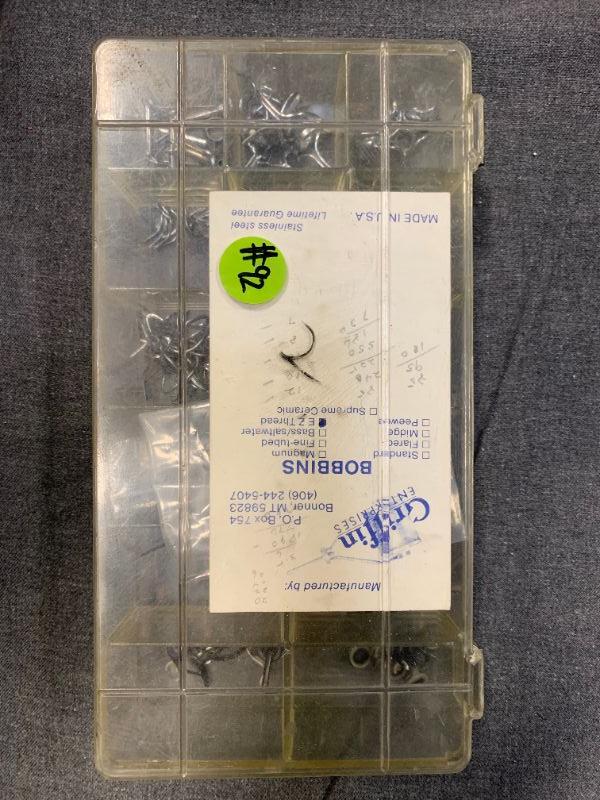 Manufactured by:
Griffin
ENTERPRISES
P.O. Box 754
Bonner, MT 59823
(406) 244-5407
BOBBINS
Standard
Flared-
Midge
Peewee
Magnum
Fine-tubed
Bass/saltwater
E Z Thread
Supreme Ceramic
#92
MADE IN U.S.A.
Stainless steel
Lifetime Guarantee